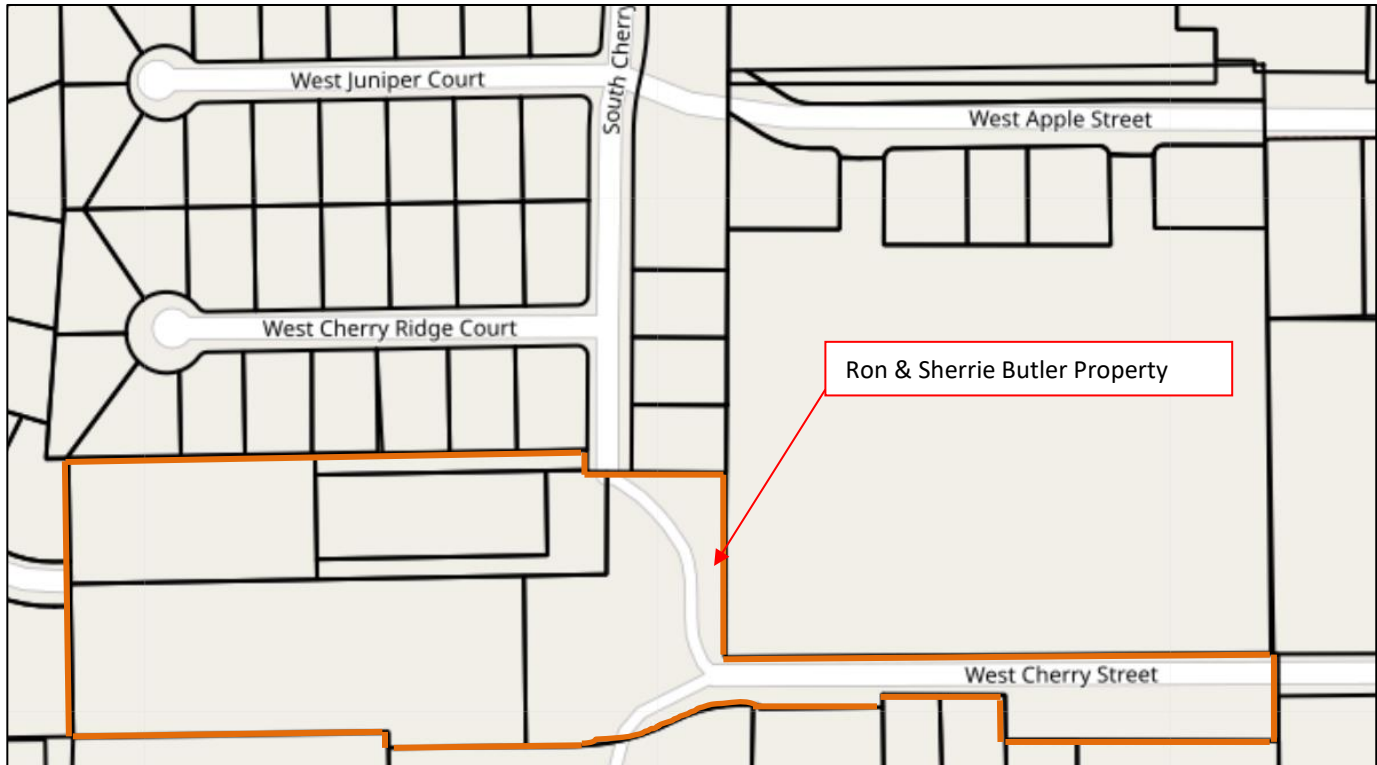 West Juniper Court
South Cherry
West Apple Street
West Cherry Ridge Court
Ron & Sherrie Butler Property
West Cherry Street